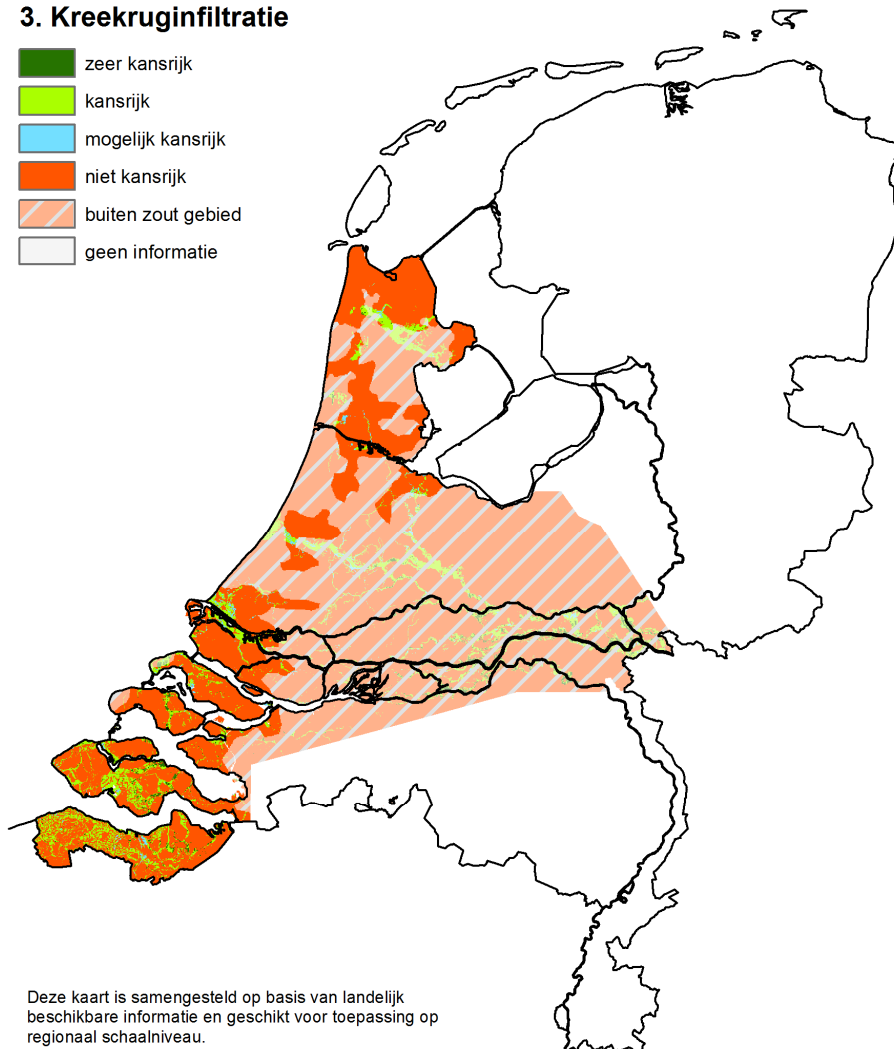 3. Kreekruginfiltratie
zeer kansrijk
kansrijk
mogelijk kansrijk
niet kansrijk
buiten zout gebied
geen informatie
Deze kaart is samengesteld op basis van landelijk
beschikbare informatie en geschikt voor toepassing op
regionaal schaalniveau.